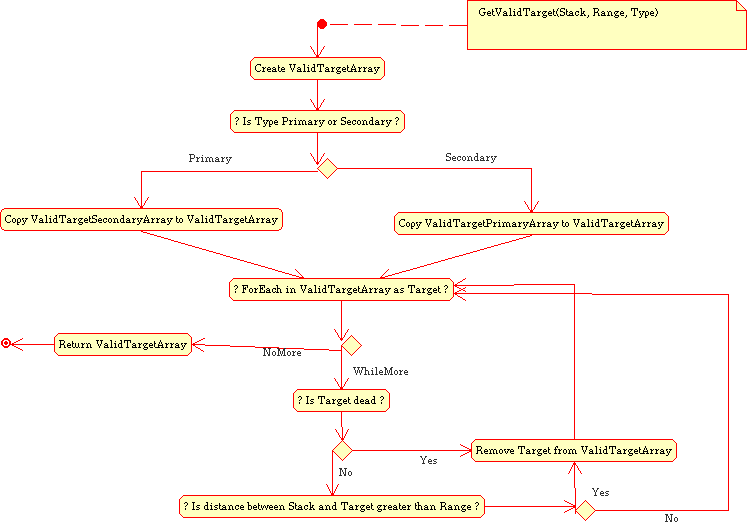 GetValidTarget(Stack, Range, Type)
Create ValidTargetArray
? Is Type Primary or Secondary ?
Primary
Secondary
Copy ValidTargetSecondaryArray to ValidTargetArray
Copy ValidTargetPrimaryArray to ValidTargetArray
? ForEach in ValidTargetArray as Target ?
Return ValidTargetArray
NoMore
WhileMore
? Is Target dead ?
Yes
Remove Target from ValidTargetArray
No
? Is distance between Stack and Target greater than Range ?
Yes
No